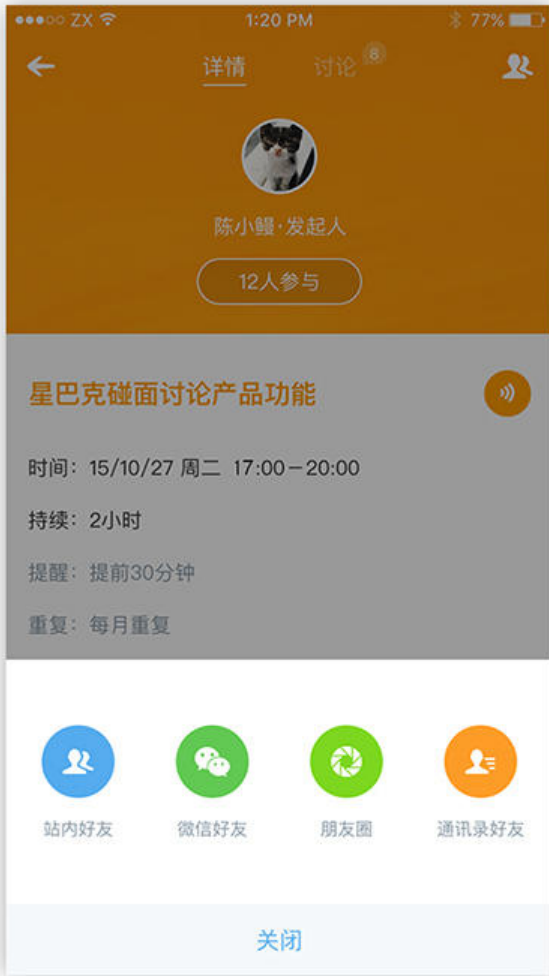 ZX 1:20 PM 77%
详情 讨论 8
陈小鳗·发起人
12人参与
星巴克碰面讨论产品功能
时间：15/10/27 周二 17:00－20:00
持续：2小时
提醒：提前30分钟
重复：每月重复
站内好友 微信好友 朋友圈 通讯录好友
关闭